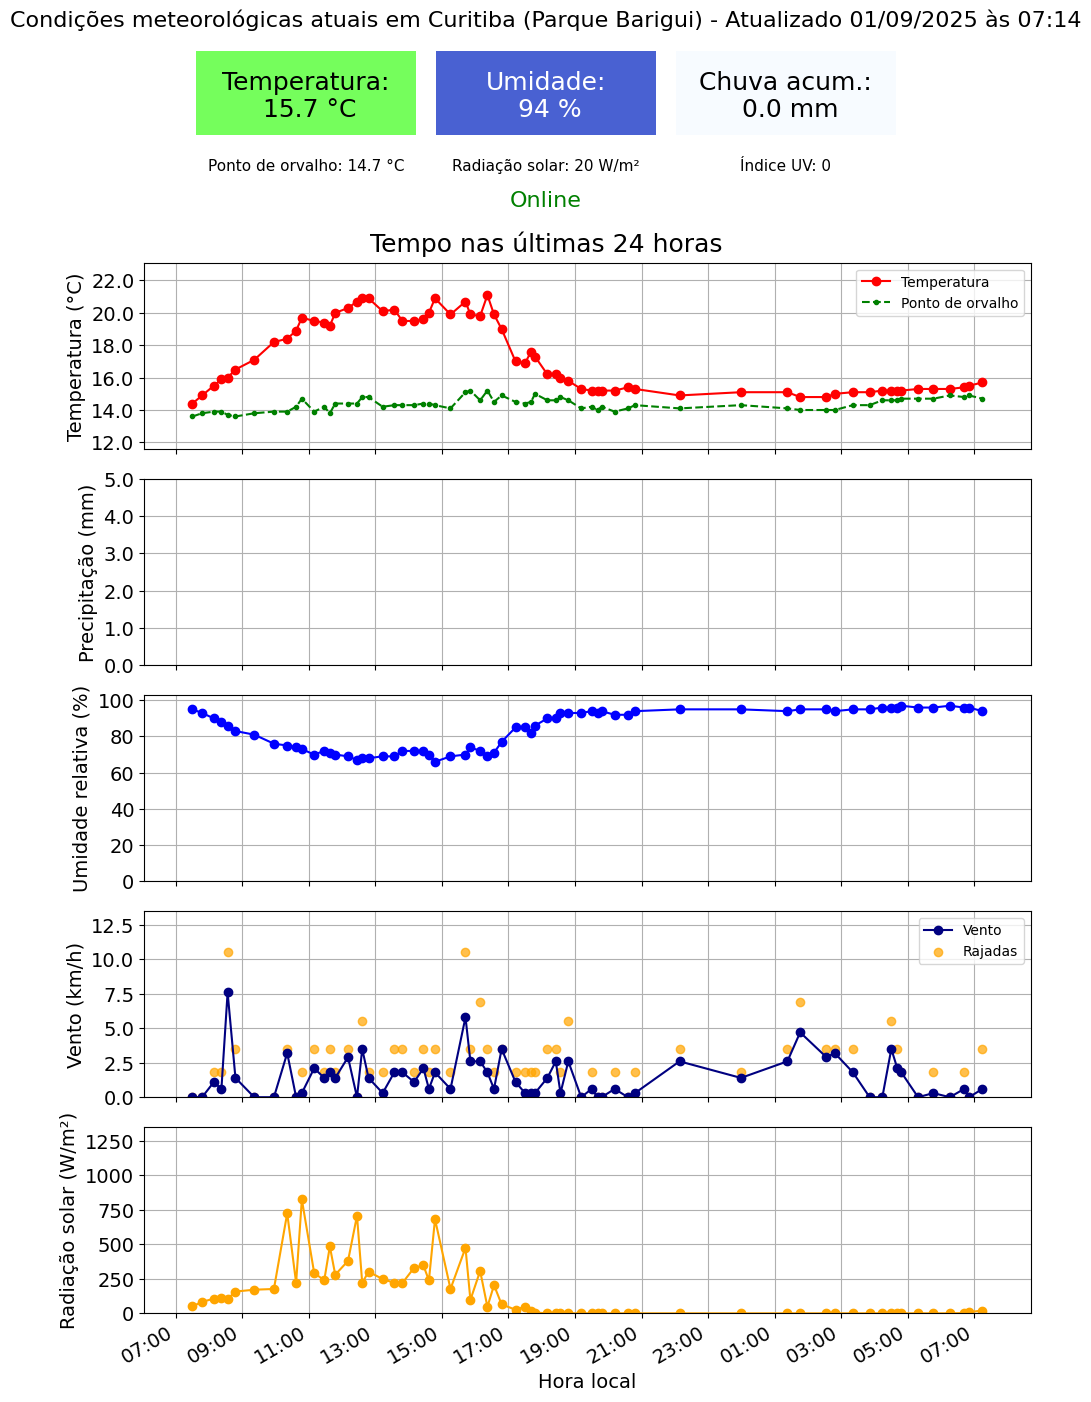 Condições meteorológicas atuais em Curitiba (Parque Barigui) - Atualizado 01/09/2025 às 07:14
Temperatura:
15.7 °C
Umidade:
94 %
Chuva acum.:
0.0 mm
Ponto de orvalho: 14.7 °C
Radiação solar: 20 W/m²
Índice UV: 0
Online
Tempo nas últimas 24 horas
Temperatura (°C)
22.0
20.0
18.0
16.0
14.0
12.0
Temperatura
Ponto de orvalho
Precipitação (mm)
5.0
4.0
3.0
2.0
1.0
0.0
Umidade relativa (%)
100
80
60
40
20
0
Vento (km/h)
12.5
10.0
7.5
5.0
2.5
0.0
Vento
Rajadas
Radiação solar (W/m²)
1250
1000
750
500
250
0
07:00
09:00
11:00
13:00
15:00
17:00
19:00
21:00
23:00
01:00
03:00
05:00
07:00
Hora local